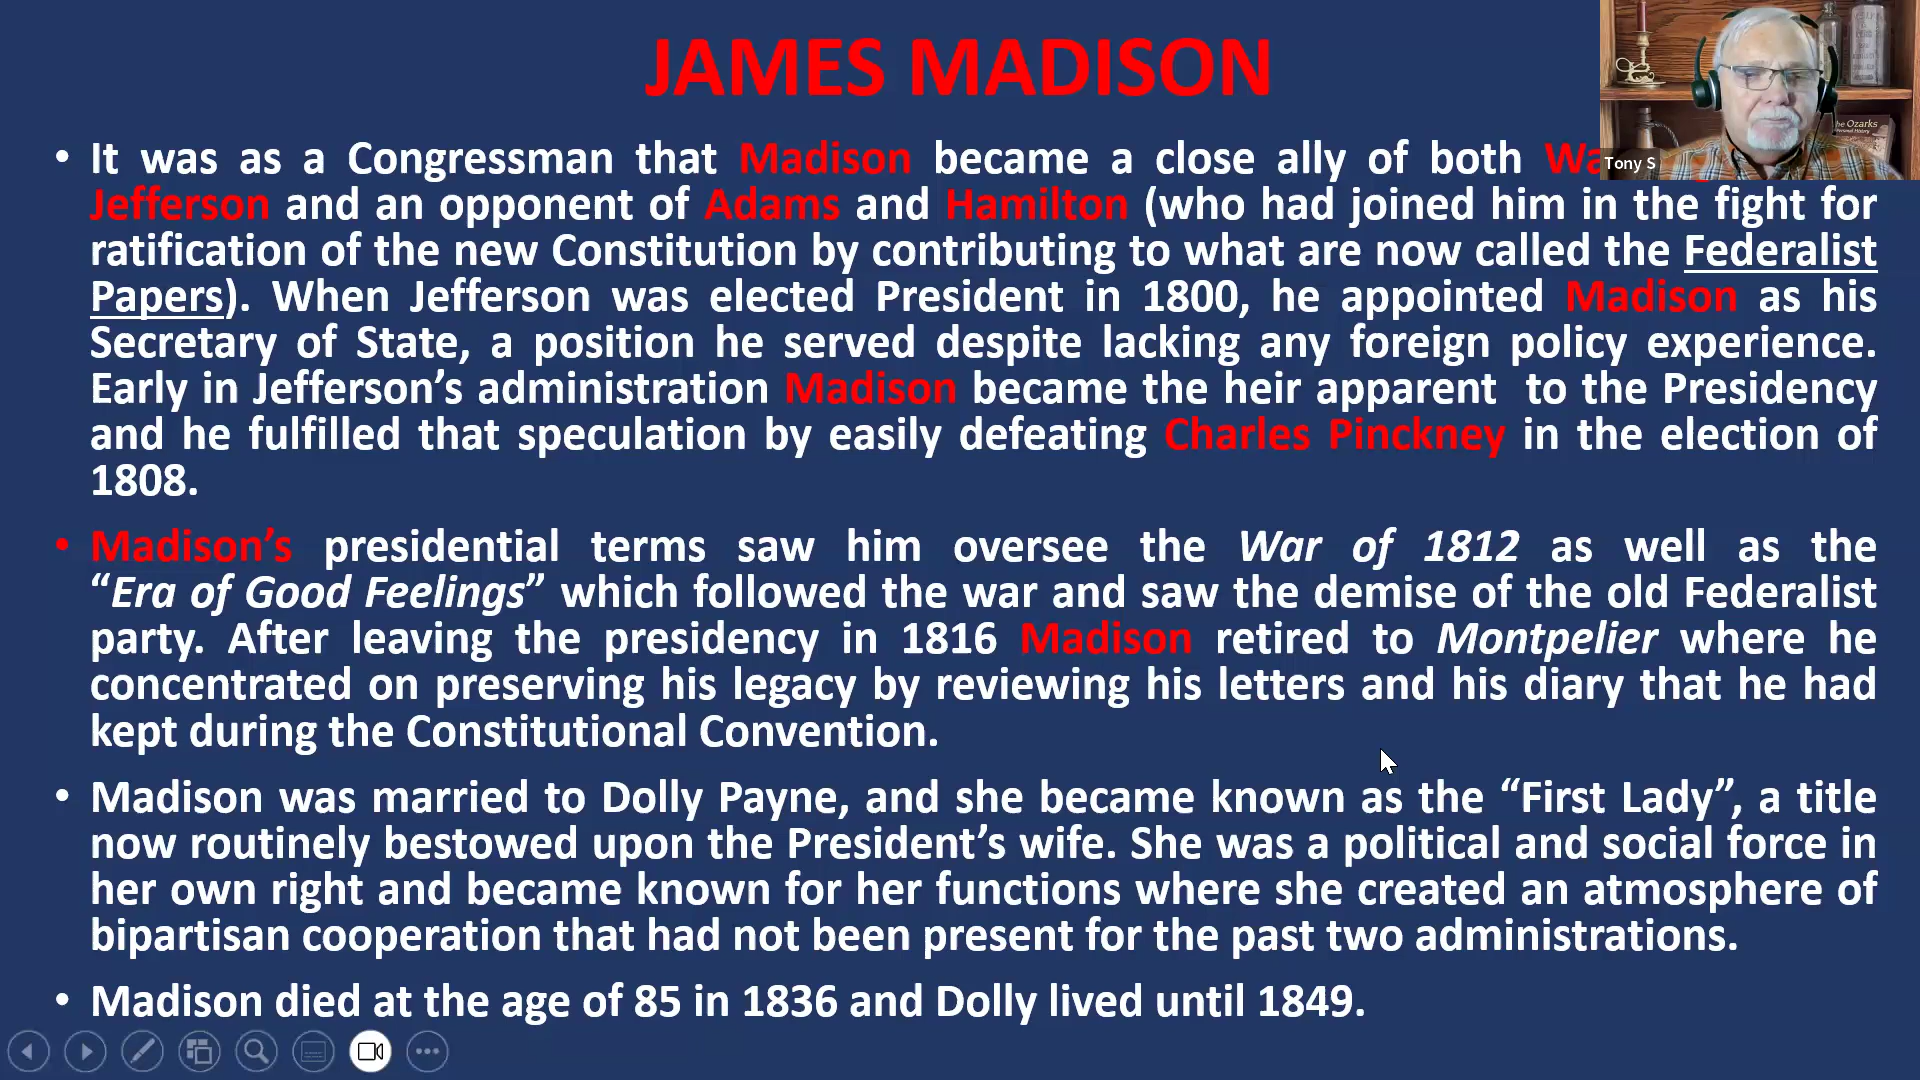 JAMES MADISON
• It was as a Congressman that Madison became a close ally of both
Jefferson and an opponent of Adams and Hamilton (who had joined him in the fight for
ratification of the new Constitution by contributing to what are now called the Federalist
Papers). When Jefferson was elected President in 1800, he appointed Madison as his
Secretary of State, a position he served despite lacking any foreign policy experience.
Early in Jefferson’s administration Madison became the heir apparent to the Presidency
and he fulfilled that speculation by easily defeating Charles Pinckney in the election of
1808.
• Madison’s presidential terms saw him oversee the War of 1812 as well as the
“Era of Good Feelings” which followed the war and saw the demise of the old Federalist
party. After leaving the presidency in 1816 Madison retired to Montpelier where he
concentrated on preserving his legacy by reviewing his letters and his diary that he had
kept during the Constitutional Convention.
• Madison was married to Dolly Payne, and she became known as the “First Lady”, a title
now routinely bestowed upon the President’s wife. She was a political and social force in
her own right and became known for her functions where she created an atmosphere of
bipartisan cooperation that had not been present for the past two administrations.
• Madison died at the age of 85 in 1836 and Dolly lived until 1849.
Tony S
Ozarks